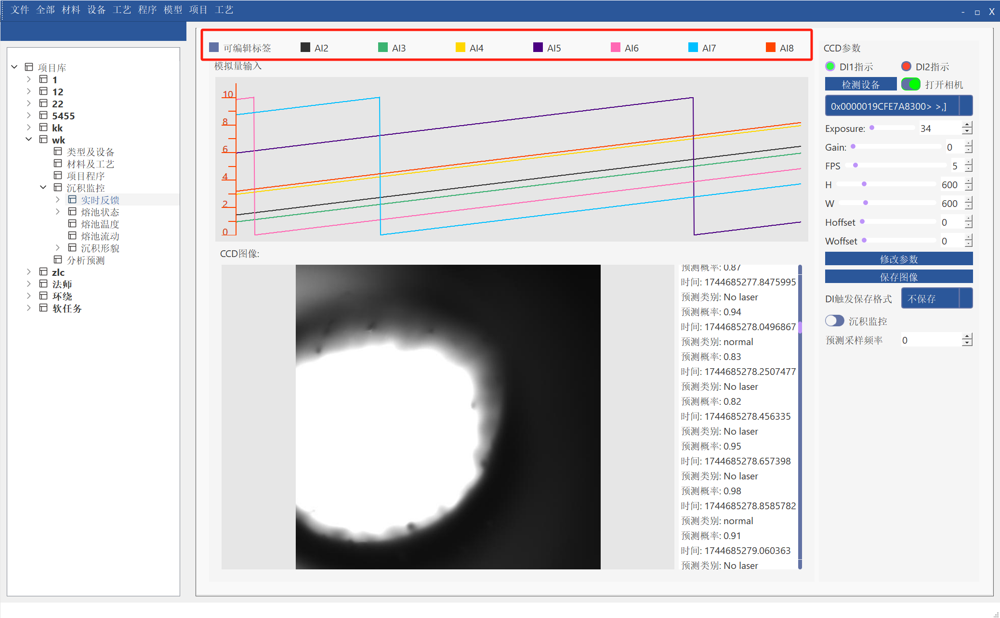 文件 全部 材料 设备 工艺 程序 模型 项目 工艺
- □ X
项目库
1
12
22
5455
kk
wk
类型及设备
材料及工艺
项目程序
沉积监控
实时反馈
熔池状态
熔池温度
熔池流动
沉积形貌
分析预测
zlc
法师
环绕
软任务
可编辑标签 AI2 AI3 AI4 AI5 AI6 AI7 AI8
模拟量输入
10
8
6
4
2
0
CCD图像:
预测概率: 0.87
时间: 1744685277.8475995
预测类别: No laser
预测概率: 0.94
时间: 1744685278.0496867
预测类别: normal
预测概率: 0.83
时间: 1744685278.2507477
预测类别: No laser
预测概率: 0.82
时间: 1744685278.456335
预测类别: No laser
预测概率: 0.95
时间: 1744685278.657398
预测类别: No laser
预测概率: 0.98
时间: 1744685278.8585782
预测类别: normal
预测概率: 0.91
时间: 1744685279.060363
预测类别: No laser
CCD参数
DI1指示 DI2指示
检测设备 打开相机
0x0000019CFE7A8300> >,]
Exposure: 34
Gain: 0
FPS 5
H 600
W 600
Hoffset 0
Woffset 0
修改参数
保存图像
DI触发保存格式 不保存
沉积监控
预测采样频率 0